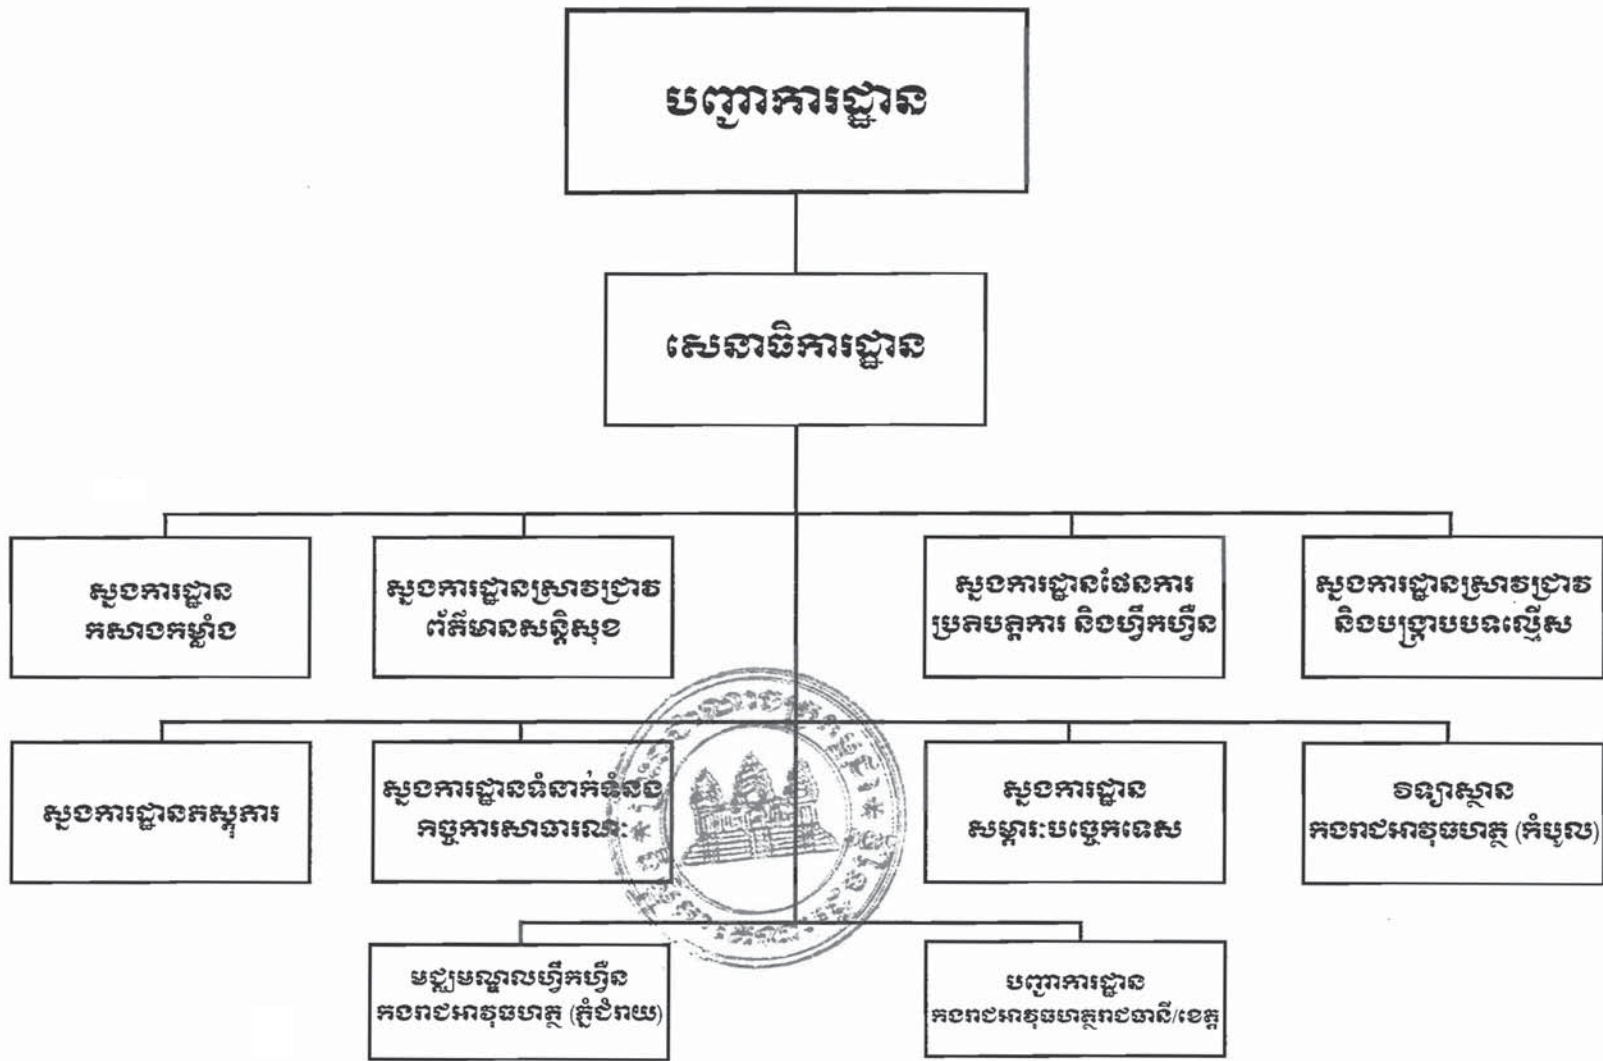 បញ្ជាការដ្ឋាន
សេនាធិការដ្ឋាន
ស្នងការដ្ឋាន
កសាងកម្លាំង
ស្នងការដ្ឋានស្រាវជ្រាវ
ព័ត៌មានសន្តិសុខ
ស្នងការដ្ឋានផែនការ
ប្រតិបត្តិការ និងហ្វឹកហ្វឺន
ស្នងការដ្ឋានស្រាវជ្រាវ
និងបង្ក្រាបបទល្មើស
ស្នងការដ្ឋានភស្តុភារ
ស្នងការដ្ឋានទំនាក់ទំនង
កិច្ចការសាធារណៈ
ស្នងការដ្ឋាន
សម្ភារៈបច្ចេកទេស
វិទ្យាស្ថាន
កងរាជអាវុធហត្ថ (កំបូល)
មជ្ឈមណ្ឌលហ្វឹកហ្វឺន
កងរាជអាវុធហត្ថ (ភ្នំជំរាយ)
បញ្ជាការដ្ឋាន
កងរាជអាវុធហត្ថរាជធានី/ខេត្ត